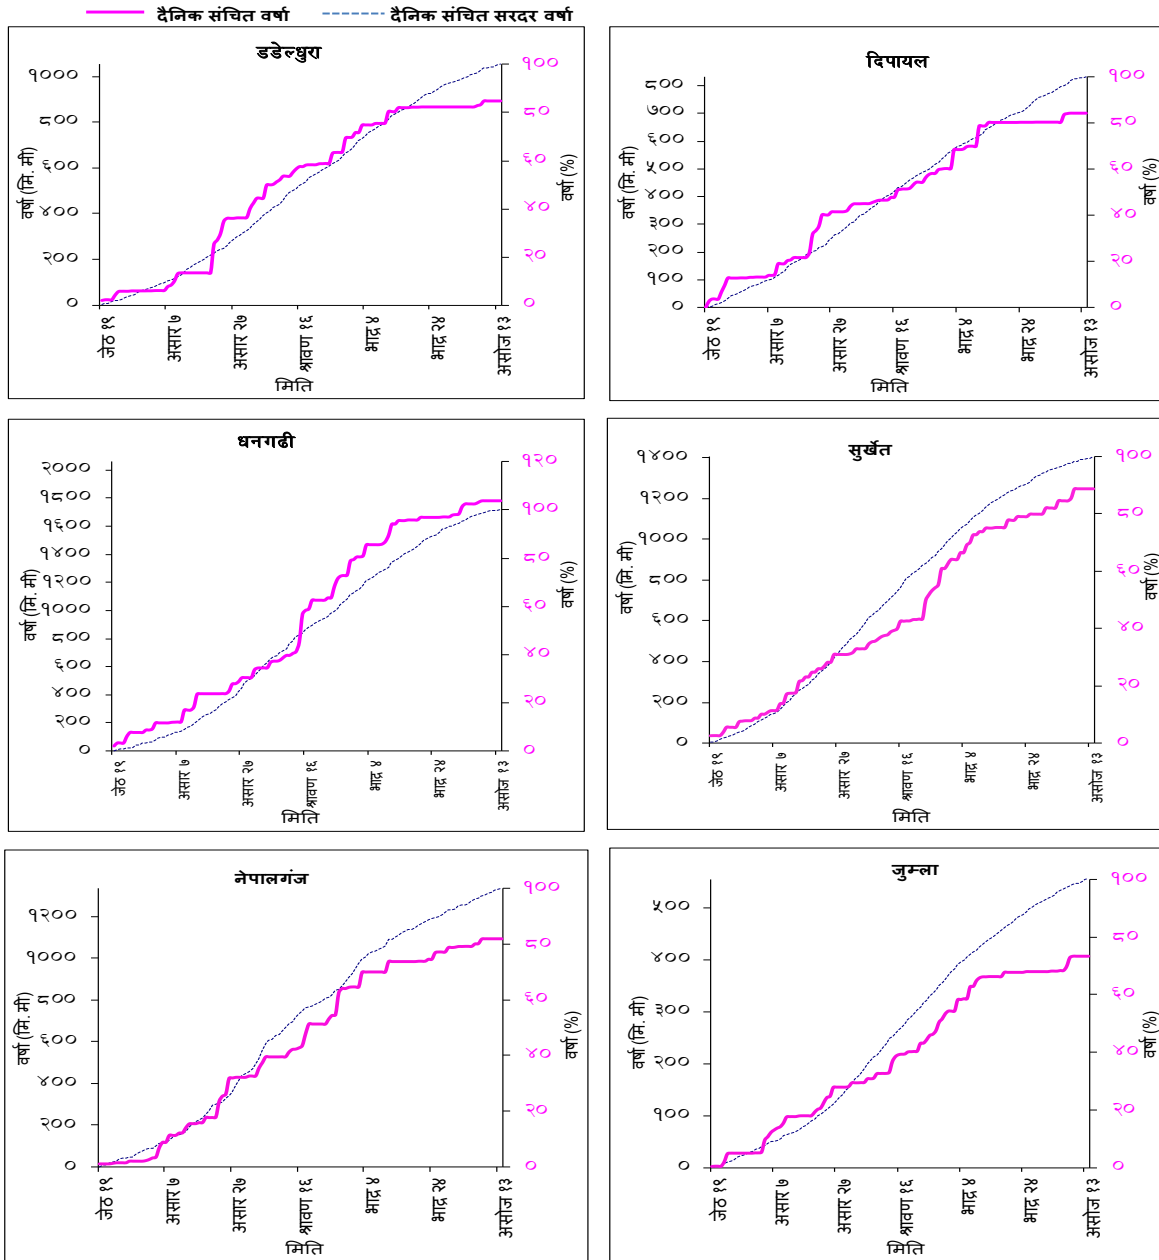 दैनिक संचित वर्षा दैनिक संचित सरदर वर्षा
डडेल्धुरा
वर्षा (मि. मी)
१०००
८००
६००
४००
२००
०
१००
८०
६०
४०
२०
०
वर्षा (%)
जेठ १९ असार ७ असार २७ श्रावण १६ भाद्र ४ भाद्र २४ असोज १३
मिति
दिपायल
वर्षा (मि. मी)
८००
६००
६००
५००
४००
३००
२००
१००
०
१००
८०
६०
४०
२०
०
वर्षा (%)
जेठ १९ असार ७ असार २७ श्रावण १६ भाद्र ४ भाद्र २४ असोज १३
मिति
धनगढी
वर्षा (मि. मी)
२०००
१८००
१६००
१४००
१२००
१०००
८००
६००
४००
२००
०
१२०
१००
८०
६०
४०
२०
०
वर्षा (%)
जेठ १९ असार ७ असार २७ श्रावण १६ भाद्र ४ भाद्र २४ असोज १३
मिति
सुर्खेत
वर्षा (मि. मी)
१४००
१२००
१०००
८००
६००
४००
२००
०
१००
८०
६०
४०
२०
०
वर्षा (%)
जेठ १९ असार ७ असार २७ श्रावण १६ भाद्र ४ भाद्र २४ असोज १३
मिति
नेपालगंज
वर्षा (मि. मी)
१२००
१०००
८००
६००
४००
२००
०
१००
८०
६०
४०
२०
०
वर्षा (%)
जेठ १९ असार ७ असार २७ श्रावण १६ भाद्र ४ भाद्र २४ असोज १३
मिति
जुम्ला
वर्षा (मि. मी)
५००
४००
३००
२००
१००
०
१००
८०
६०
४०
२०
०
वर्षा (%)
जेठ १९ असार ७ असार २७ श्रावण १६ भाद्र ४ भाद्र २४ असोज १३
मिति